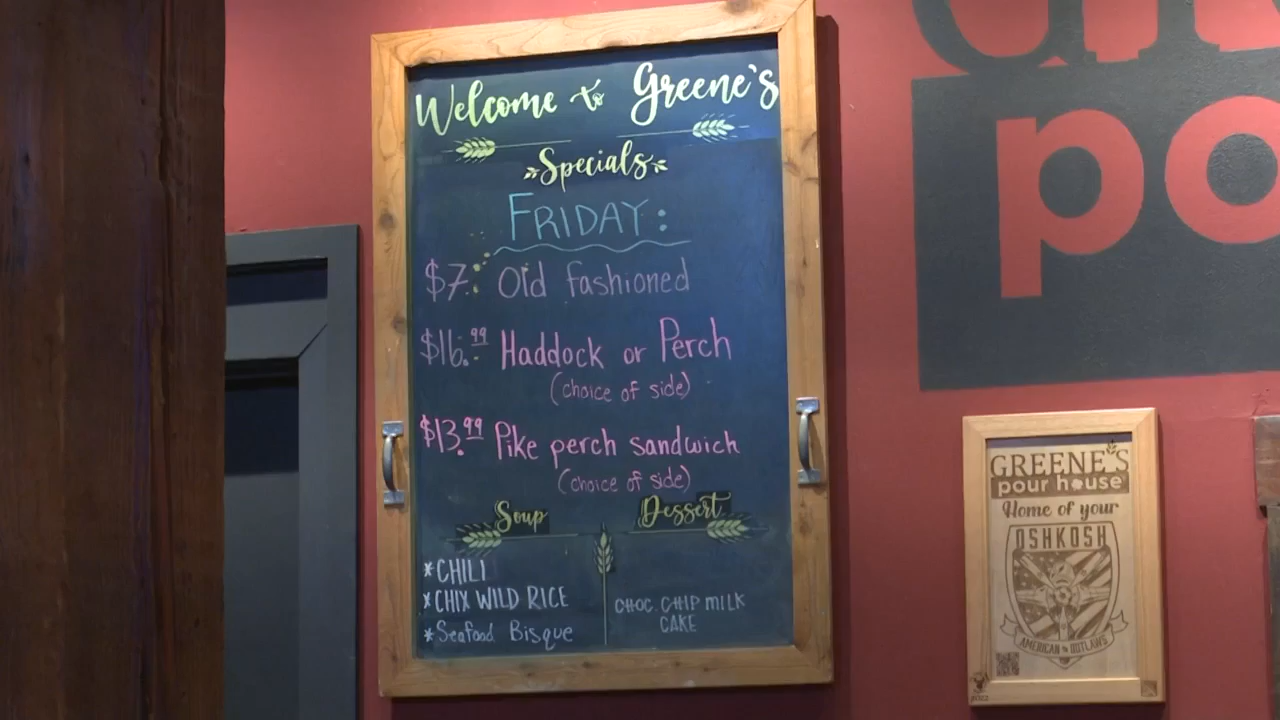 Welcome to Greene's
Specials
FRIDAY:
$7. Old fashioned
$16.99 Haddock or Perch
(choice of side)
$13.99 Pike perch sandwich
(choice of side)
Soup
Dessert
*CHILI
*CHIX WILD RICE
*Seafood Bisque
CHOC. CHIP MILK
CAKE
po
GREENE'S
pour house
Home of your
OSHKOSH
AMERICAN OUTLAWS